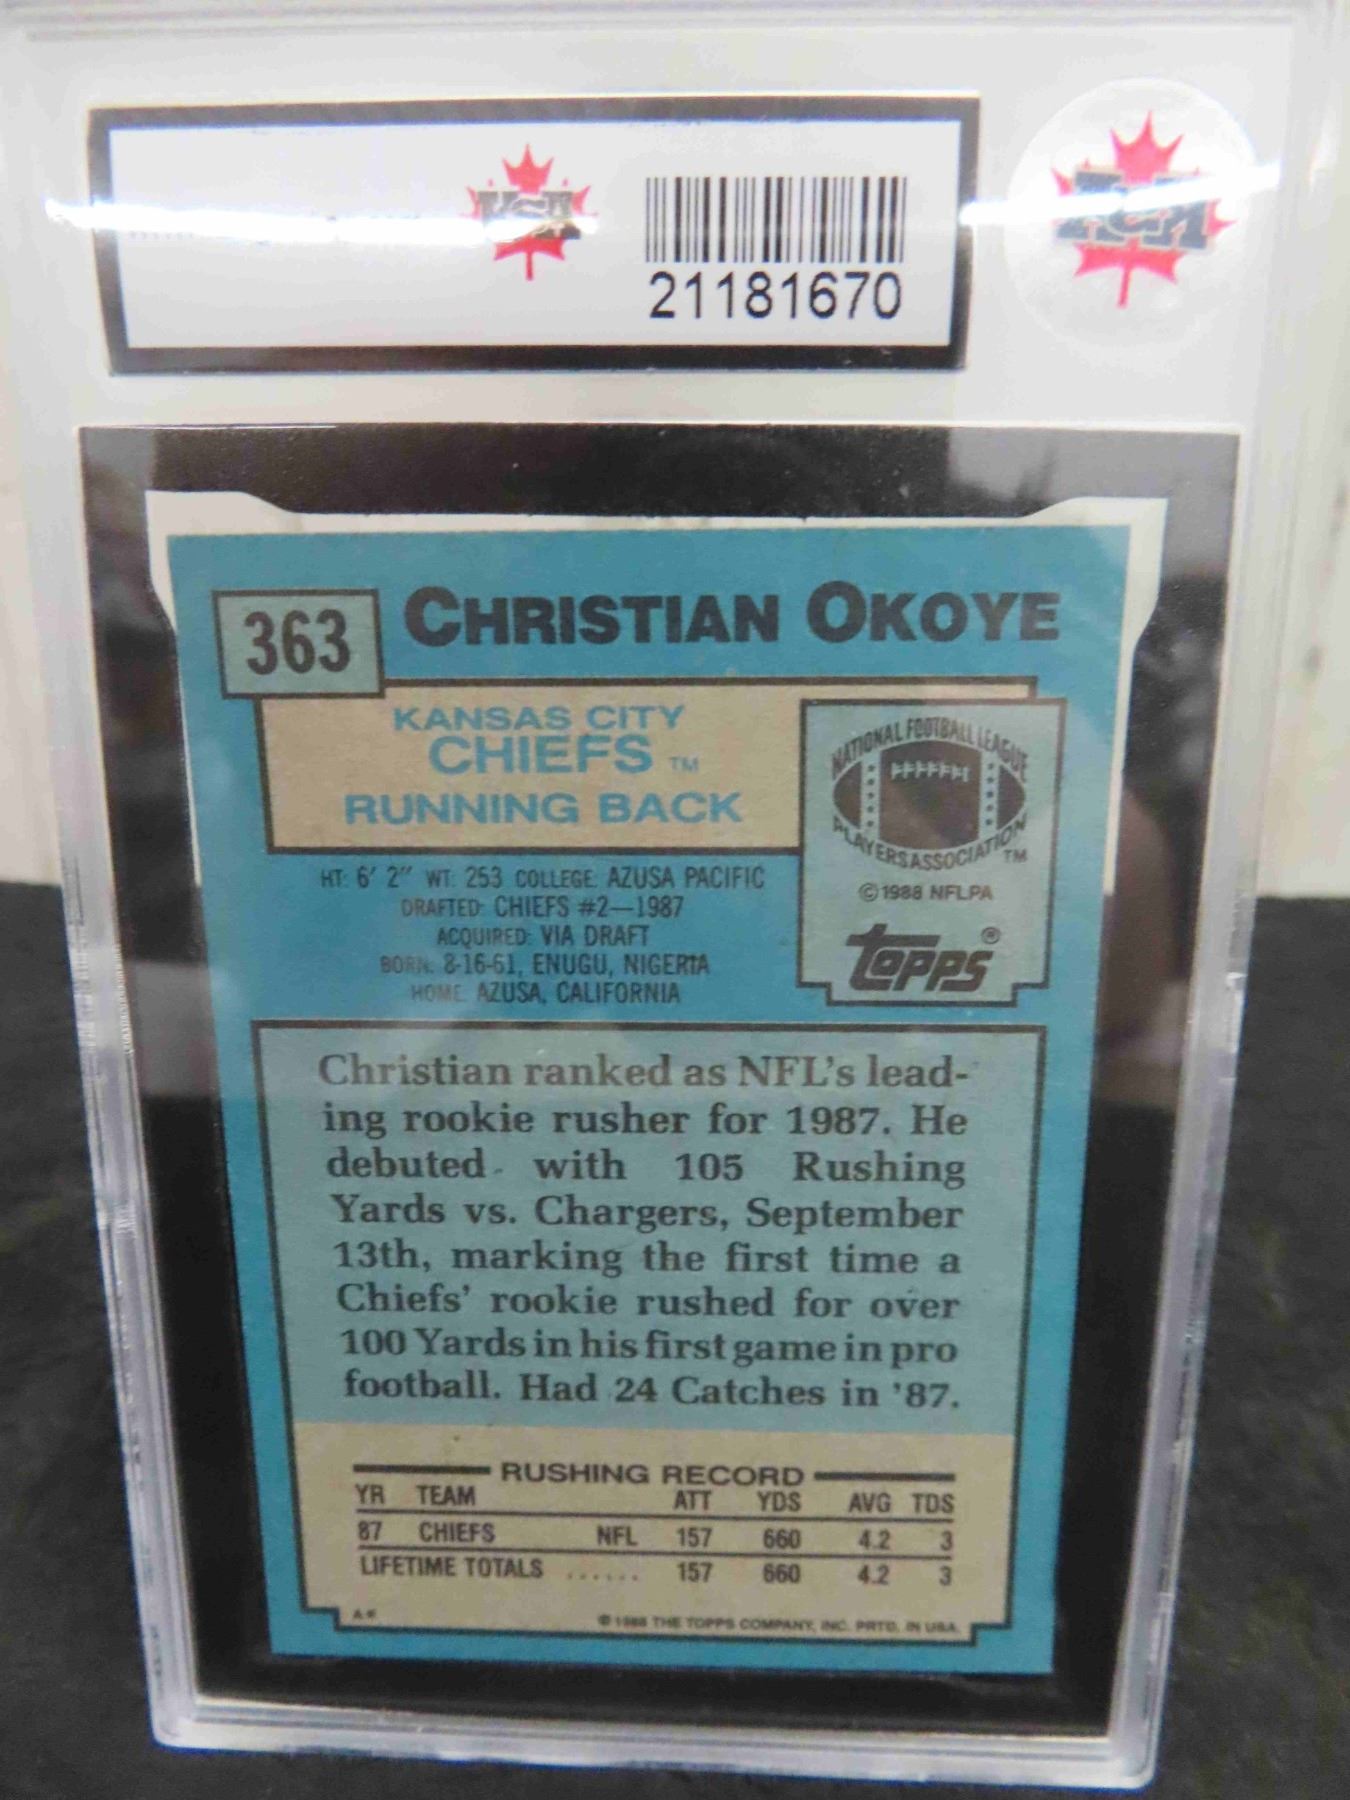 KSA
21181670
KSA
363
CHRISTIAN OKOYE
KANSAS CITY
CHIEFS TM
RUNNING BACK
NATIONAL FOOTBALL LEAGUE
PLAYERS ASSOCIATION TM
© 1988 NFLPA
topps ®
HT: 6' 2" WT: 253 COLLEGE: AZUSA PACIFIC
DRAFTED: CHIEFS #2—1987
ACQUIRED: VIA DRAFT
BORN: 8-16-61, ENUGU, NIGERIA
HOME: AZUSA, CALIFORNIA
Christian ranked as NFL's lead-
ing rookie rusher for 1987. He
debuted with 105 Rushing
Yards vs. Chargers, September
13th, marking the first time a
Chiefs' rookie rushed for over
100 Yards in his first game in pro
football. Had 24 Catches in '87.
RUSHING RECORD
YR TEAM ATT YDS AVG TDS
87 CHIEFS NFL 157 660 4.2 3
LIFETIME TOTALS ...... 157 660 4.2 3
© 1988 THE TOPPS COMPANY, INC. PRTD. IN USA.